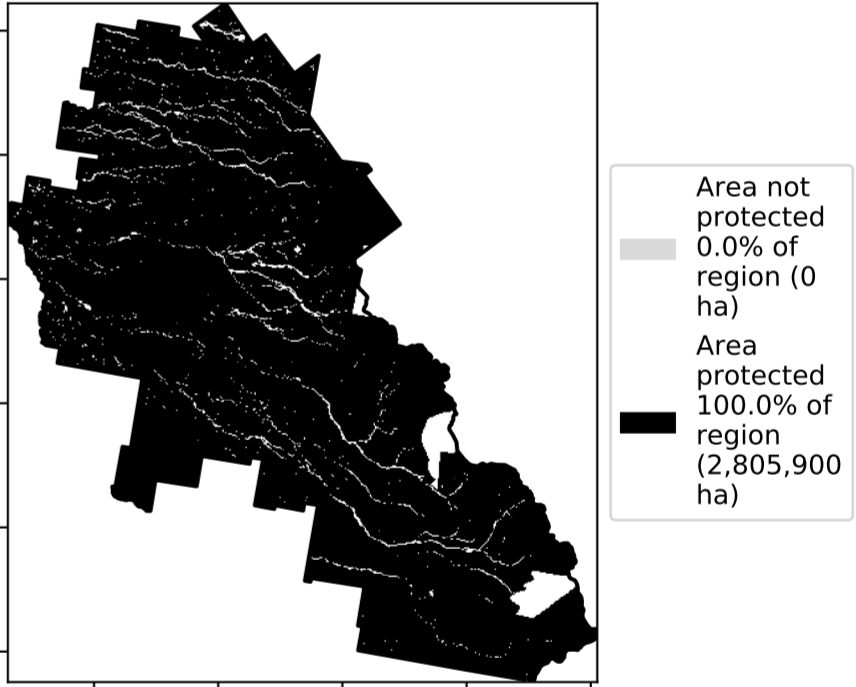 Area not
protected
0.0% of
region (0
ha)
Area
protected
100.0% of
region
(2,805,900
ha)